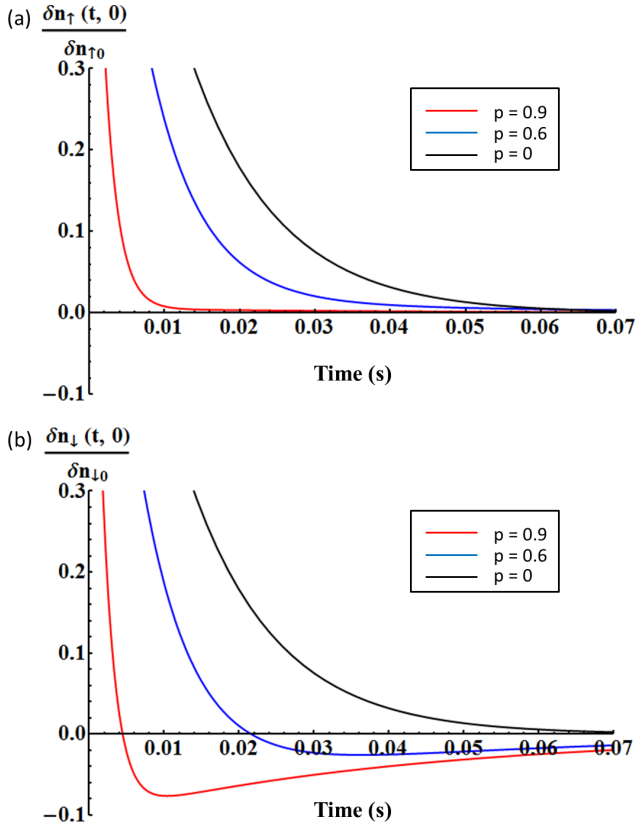 (a)
δn↑ (t, 0)
δn↑0
0.3
0.2
0.1
0.0
−0.1
0.01 0.02 0.03 0.04 0.05 0.06 0.07
Time (s)
p = 0.9
p = 0.6
p = 0
(b)
δn↓ (t, 0)
δn↓0
0.3
0.2
0.1
0.0
−0.1
0.01 0.02 0.03 0.04 0.05 0.06 0.07
Time (s)
p = 0.9
p = 0.6
p = 0